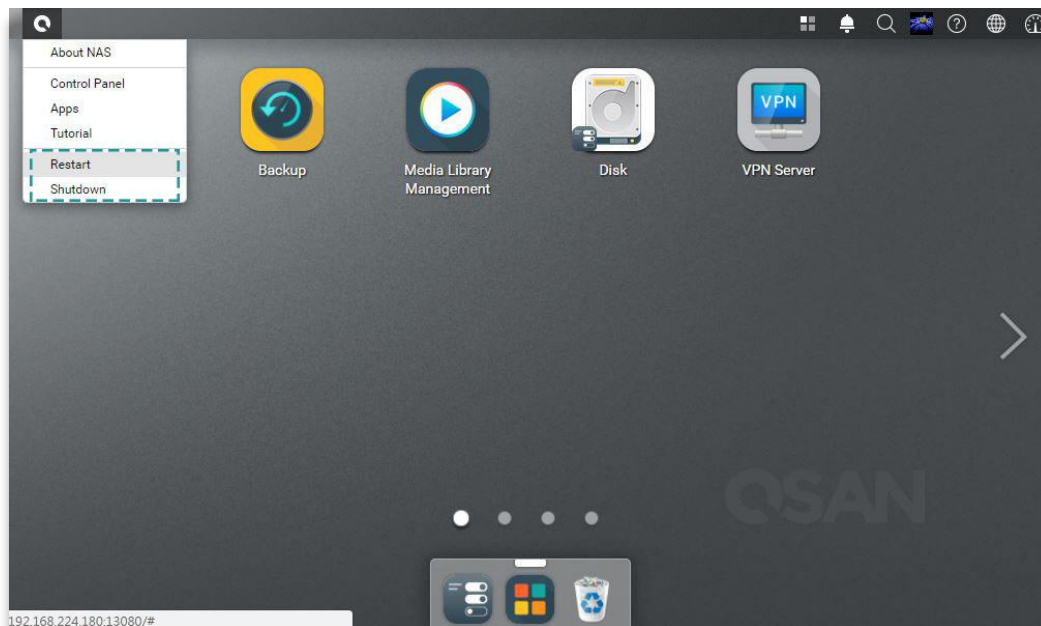 About NAS
Control Panel
Apps
Tutorial
Restart
Shutdown
VPN
Backup
Media Library
Management
Disk
VPN Server
QSAN
192.168.224.180:13080/#